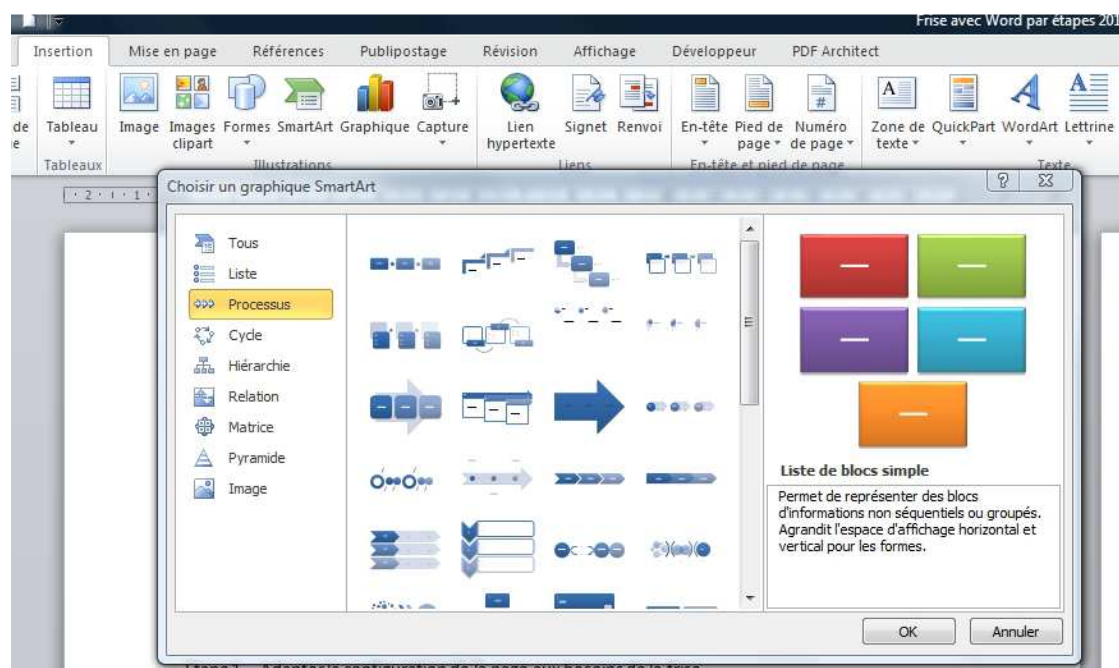 Frise avec Word par étapes 201
Insertion Mise en page Références Publipostage Révision Affichage Développeur PDF Architect
de Tableau Image Images clipart Formes SmartArt Graphique Capture Lien hypertexte Signet Renvoi En-tête Pied de page Numéro de page Zone de texte QuickPart WordArt Lettrine
Tableaux Illustrations Liens En-tête et pied de page Texte
2 1 1
Choisir un graphique SmartArt
Tous
Liste
Processus
Cycle
Hiérarchie
Relation
Matrice
Pyramide
Image
Liste de blocs simple
Permet de représenter des blocs
d'informations non séquentiels ou groupés.
Agrandit l'espace d'affichage horizontal et
vertical pour les formes.
OK Annuler